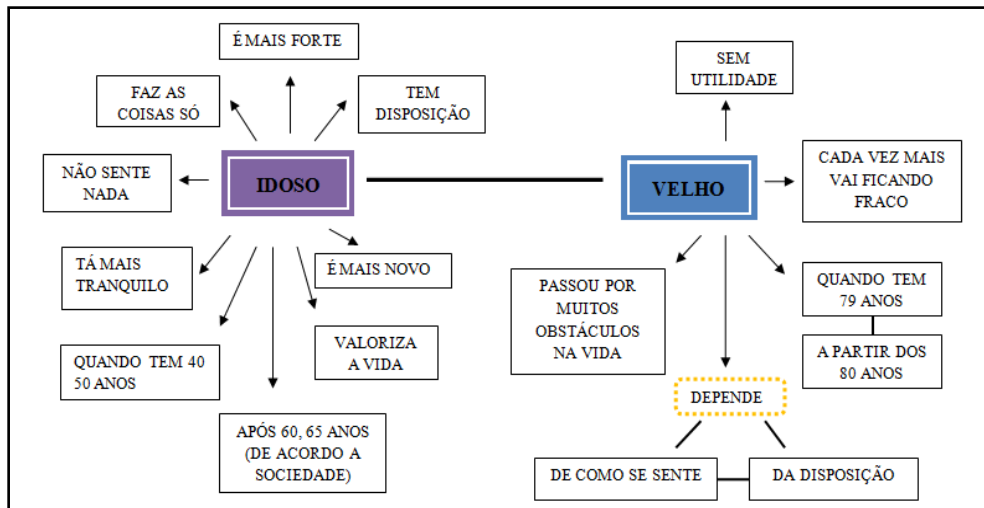 É MAIS FORTE
FAZ AS
COISAS SÓ
TEM
DISPOSIÇÃO
NÃO SENTE
NADA
IDOSO
TÁ MAIS
TRANQUILO
É MAIS NOVO
QUANDO TEM 40
50 ANOS
VALORIZA
A VIDA
APÓS 60, 65 ANOS
(DE ACORDO A
SOCIEDADE)
SEM
UTILIDADE
VELHO
CADA VEZ MAIS
VAI FICANDO
FRACO
PASSOU POR
MUITOS
OBSTÁCULOS
NA VIDA
QUANDO TEM
79 ANOS
A PARTIR DOS
80 ANOS
DEPENDE
DE COMO SE SENTE
DA DISPOSIÇÃO